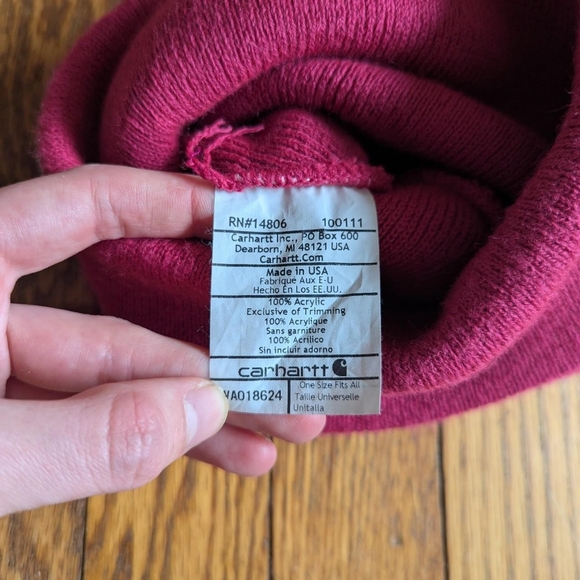 RN#14806 100111
Carhartt Inc., PO Box 600
Dearborn, MI 48121 USA
Carhartt.Com
Made in USA
Fabrique Aux E-U
Hecho En Los EE.UU.
100% Acrylic
Exclusive of Trimming
100% Acrylique
Sans garniture
100% Acrilico
Sin incluir adorno
carhartt
WA018624
One Size Fits All
Taille Universelle
Unitalla